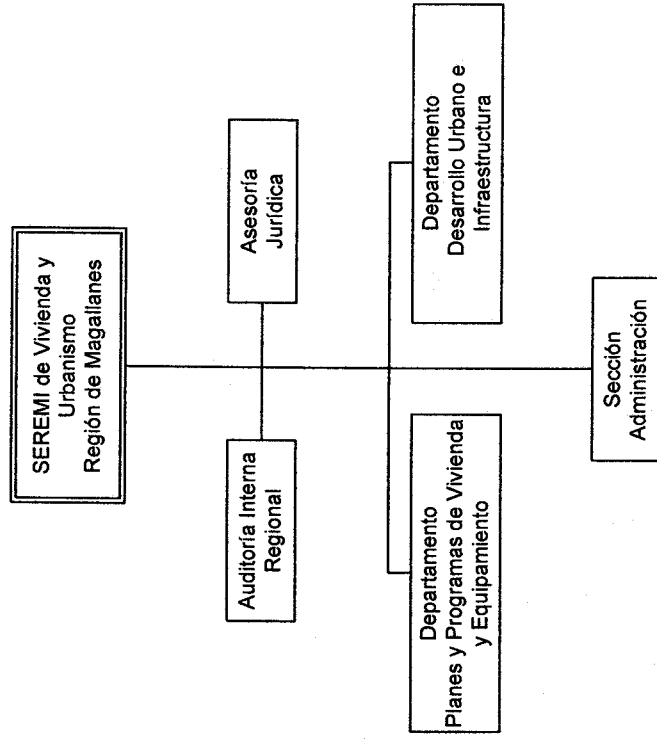 SEREMI de Vivienda y
Urbanismo
Región de Magallanes
Auditoría Interna
Regional
Asesoría
Jurídica
Departamento
Planes y Programas de Vivienda
y Equipamiento
Departamento
Desarrollo Urbano e
Infraestructura
Sección
Administración